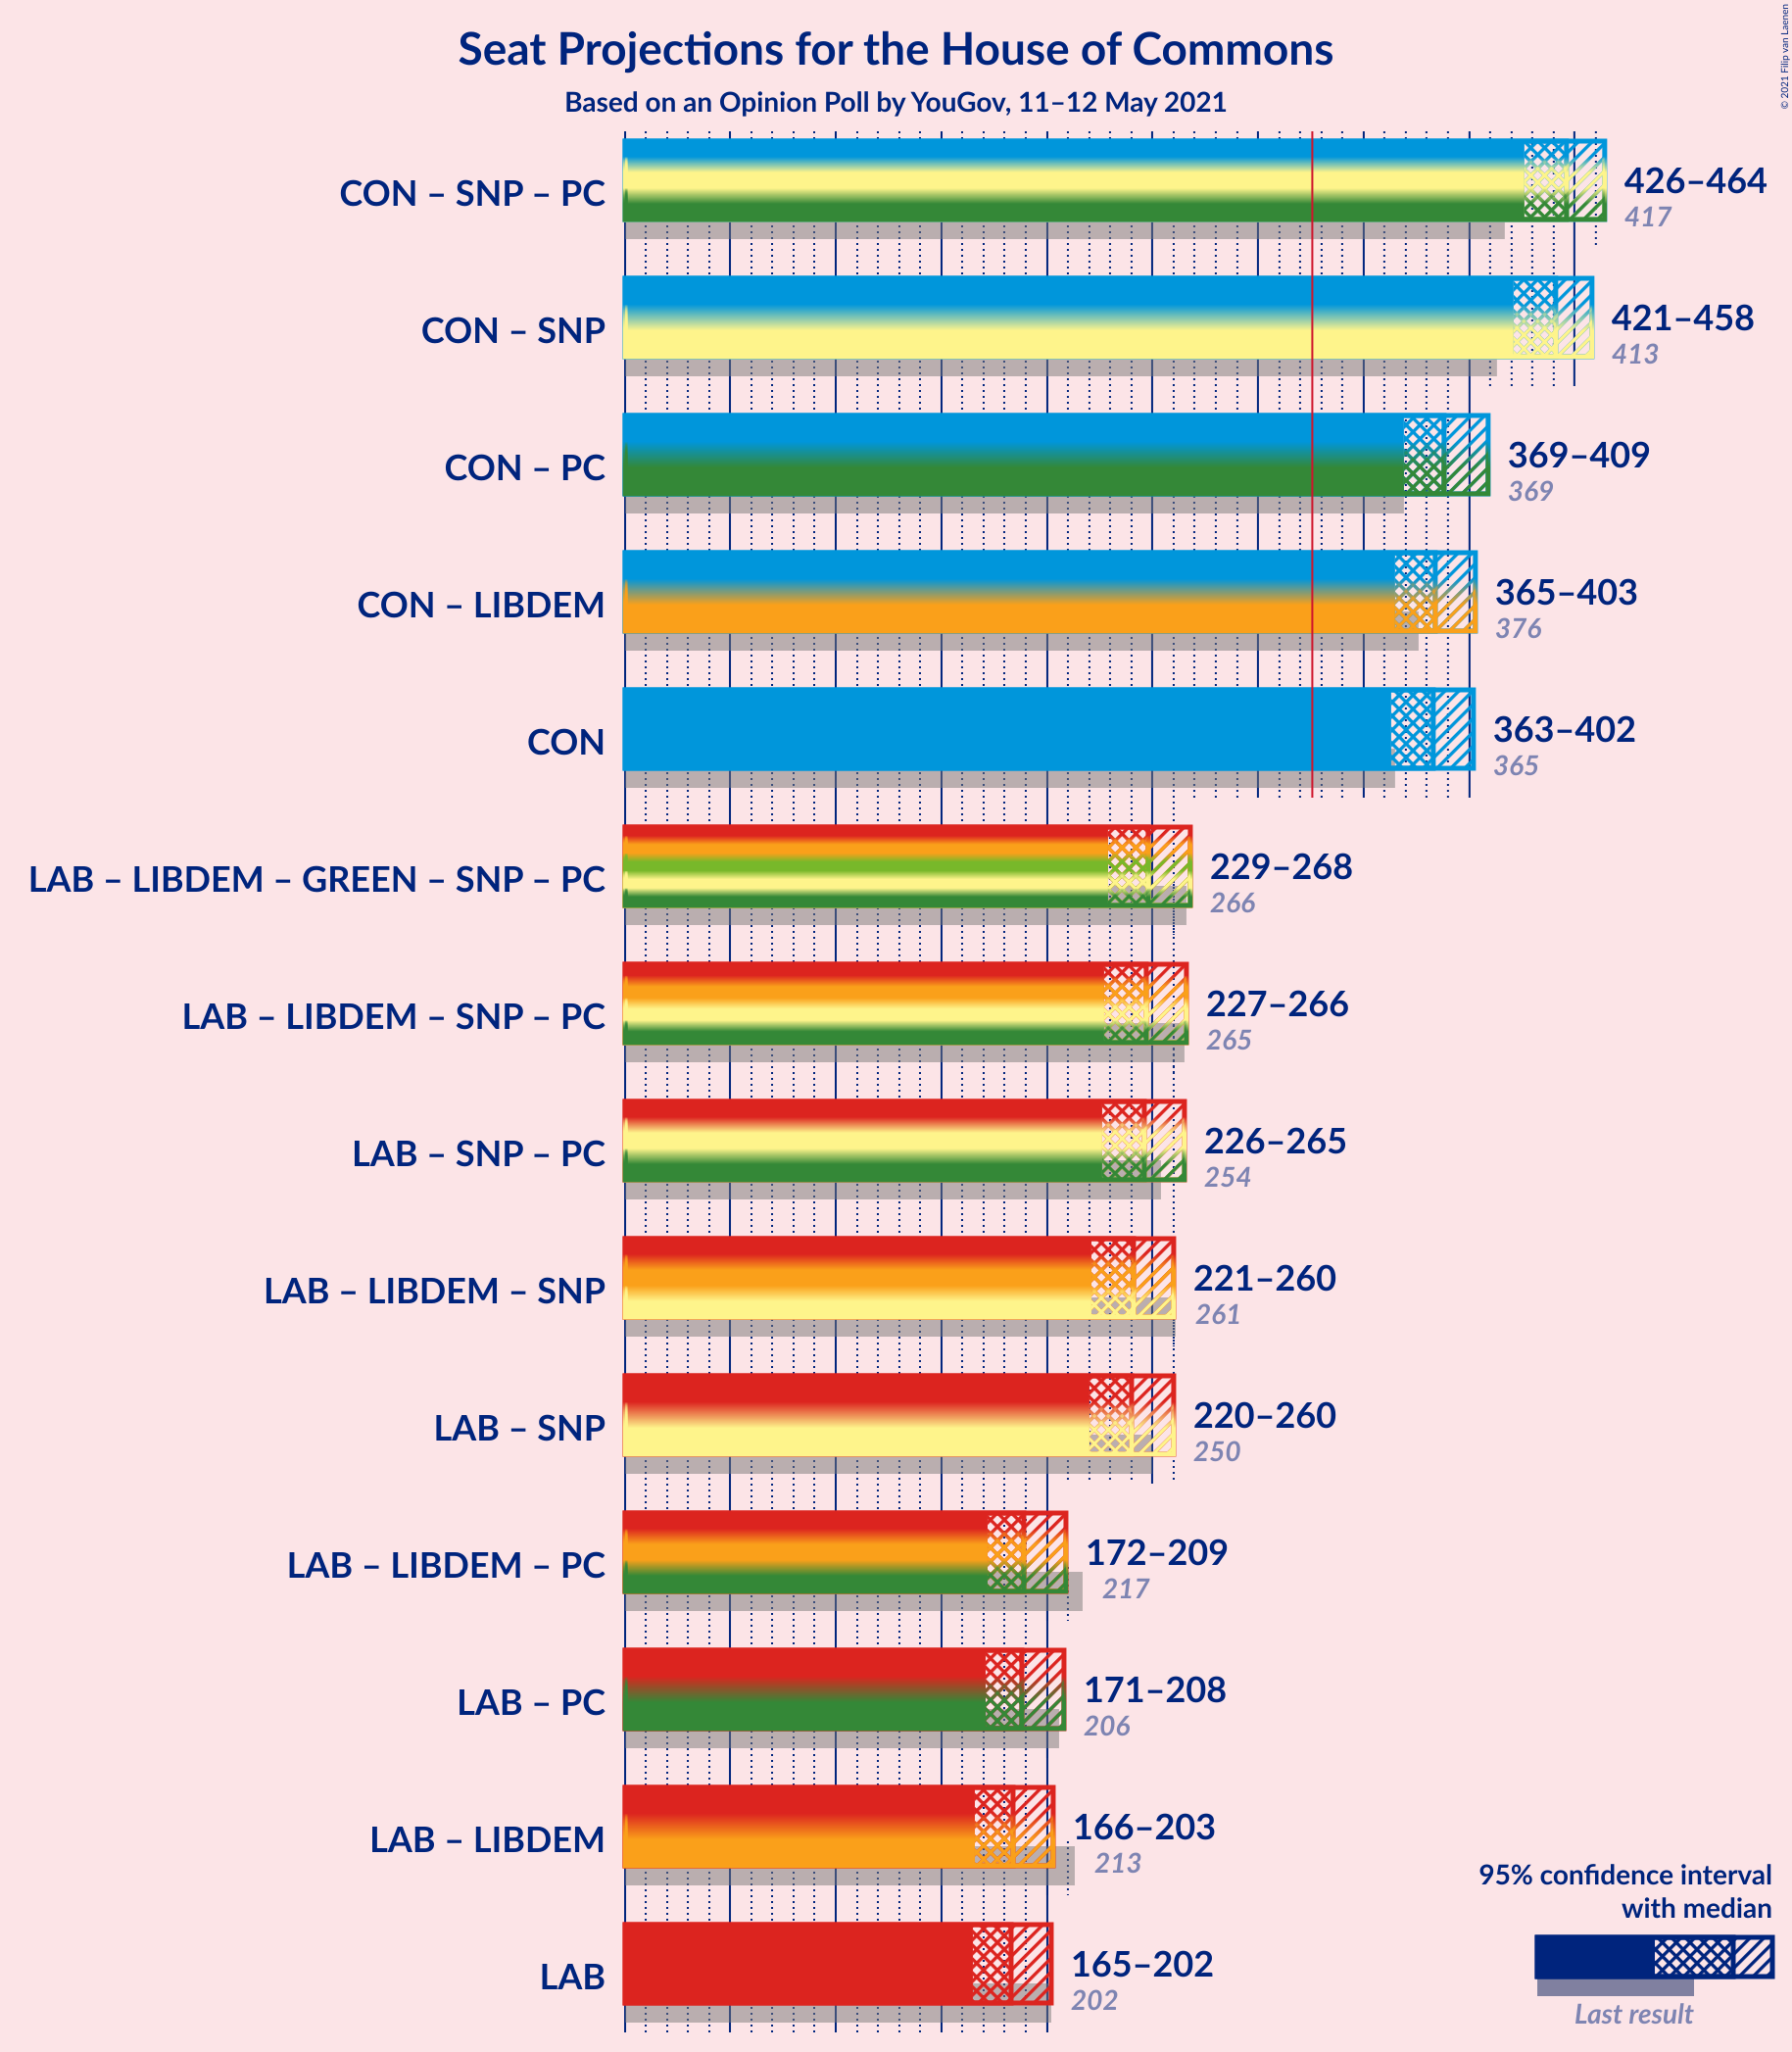 Seat Projections for the House of Commons
Based on an Opinion Poll by YouGov, 11–12 May 2021
© 2021 Filip van Laenen
CON – SNP – PC
426–464
417
CON – SNP
421–458
413
CON – PC
369–409
369
CON – LIBDEM
365–403
376
CON
363–402
365
LAB – LIBDEM – GREEN – SNP – PC
229–268
266
LAB – LIBDEM – SNP – PC
227–266
265
LAB – SNP – PC
226–265
254
LAB – LIBDEM – SNP
221–260
261
LAB – SNP
220–260
250
LAB – LIBDEM – PC
172–209
217
LAB – PC
171–208
206
LAB – LIBDEM
166–203
213
LAB
165–202
202
95% confidence interval
with median
Last result